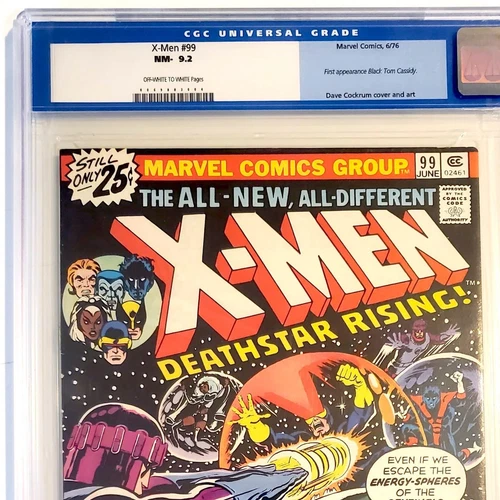 CGC UNIVERSAL GRADE
X-Men #99
NM- 9.2
OFF-WHITE TO WHITE Pages
Marvel Comics, 6/76
First appearance Black Tom Cassidy.
Dave Cockrum cover and art
STILL ONLY 25¢
MARVEL COMICS GROUP TM
99 JUNE
CC 02461
APPROVED BY THE COMICS CODE AUTHORITY
THE ALL-NEW, ALL-DIFFERENT
X-MEN TM
DEATHSTAR RISING!
EVEN IF WE
ESCAPE THE
ENERGY-SPHERES
OF THE